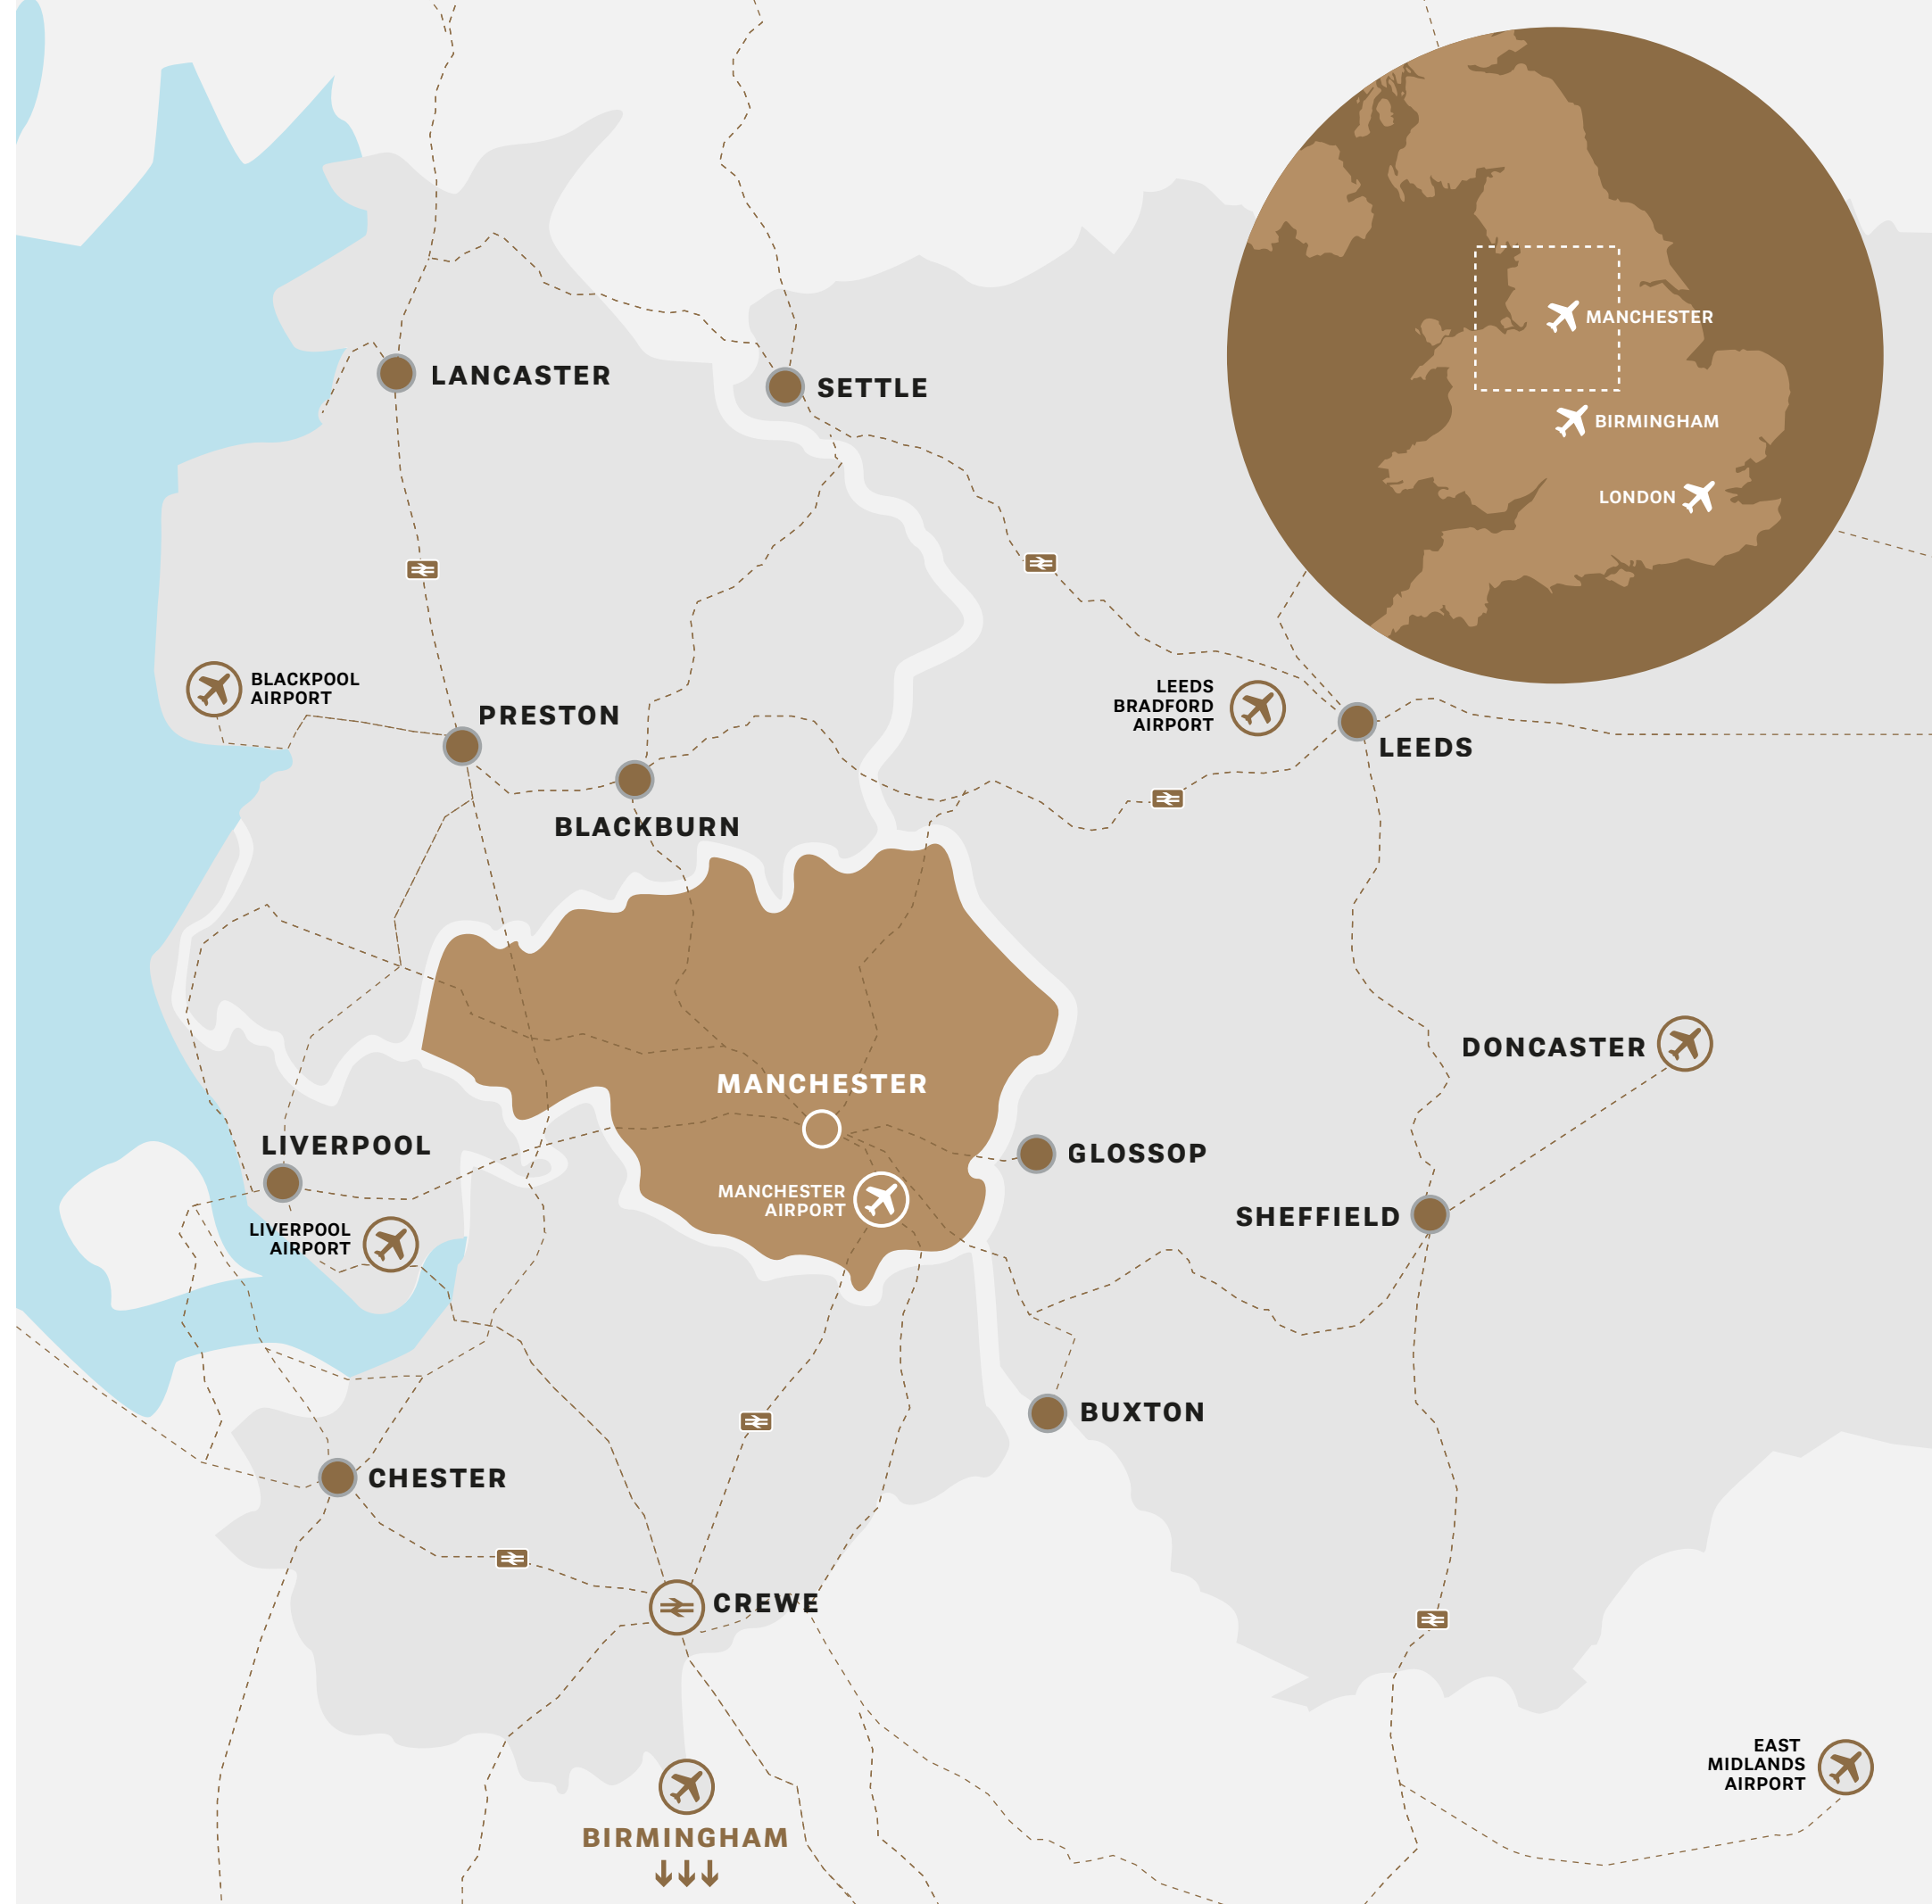 MANCHESTER
BIRMINGHAM
LONDON
LANCASTER
SETTLE
BLACKPOOL
AIRPORT
PRESTON
LEEDS
BRADFORD
AIRPORT
LEEDS
BLACKBURN
DONCASTER
MANCHESTER
LIVERPOOL
GLOSSOP
MANCHESTER
AIRPORT
SHEFFIELD
LIVERPOOL
AIRPORT
BUXTON
CHESTER
CREWE
EAST
MIDLANDS
AIRPORT
BIRMINGHAM